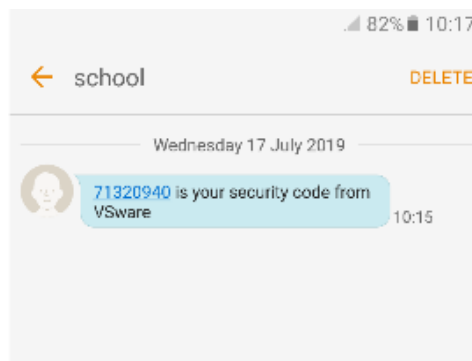 82% 10:17
school DELETE
Wednesday 17 July 2019
71320940 is your security code from
VSware
10:15